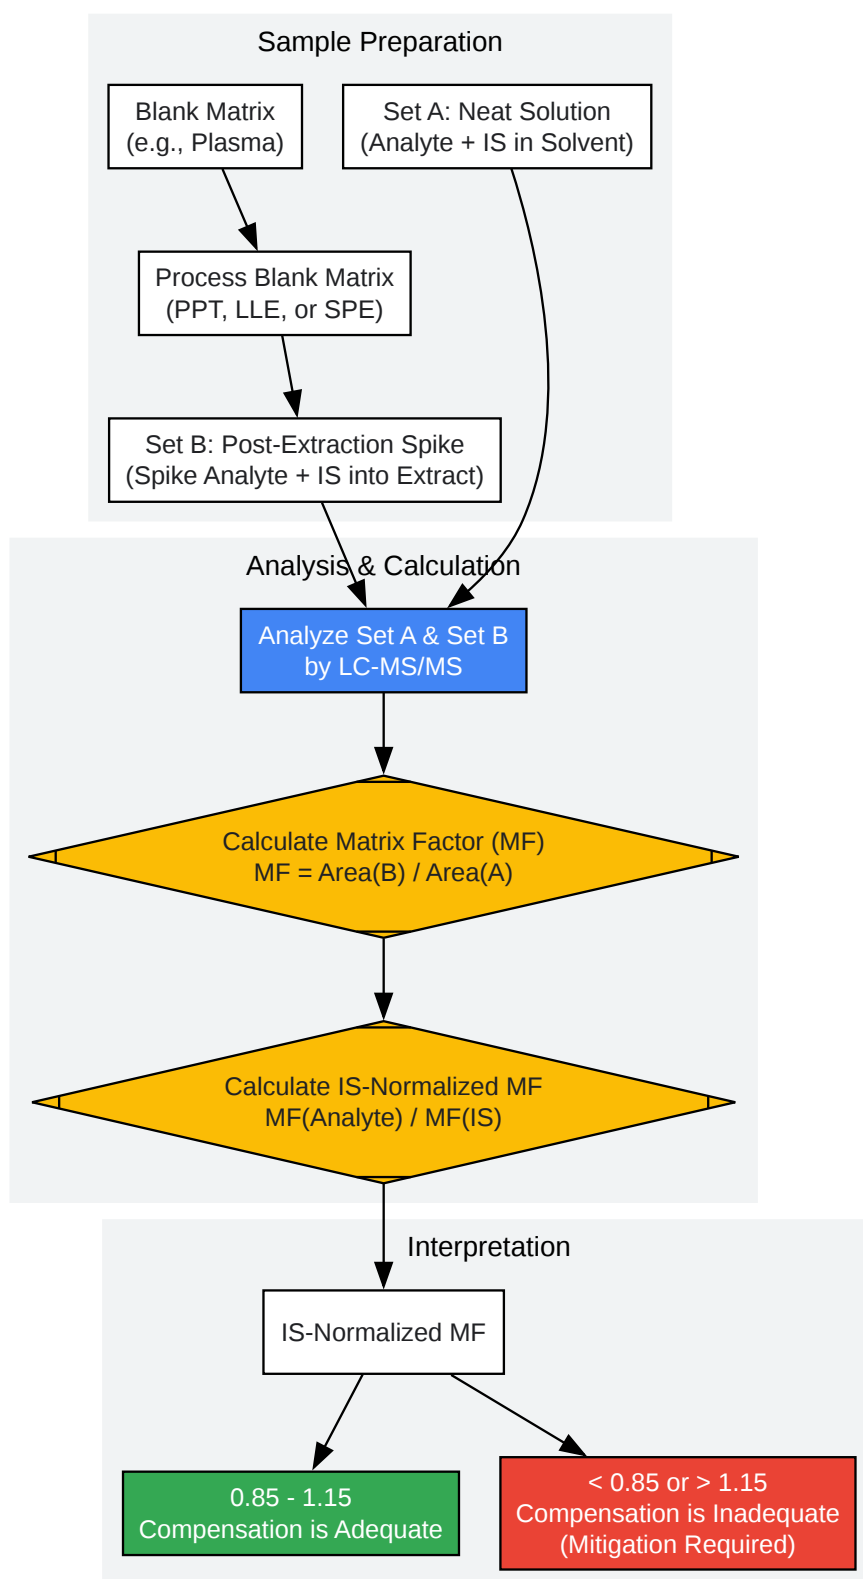 Sample Preparation
Blank Matrix
(e.g., Plasma)
Set A: Neat Solution
(Analyte + IS in Solvent)
Process Blank Matrix
(PPT, LLE, or SPE)
Set B: Post-Extraction Spike
(Spike Analyte + IS into Extract)
Analysis & Calculation
Analyze Set A & Set B
by LC-MS/MS
Calculate Matrix Factor (MF)
MF = Area(B) / Area(A)
Calculate IS-Normalized MF
MF(Analyte) / MF(IS)
Interpretation
IS-Normalized MF
0.85 - 1.15
Compensation is Adequate
< 0.85 or > 1.15
Compensation is Inadequate
(Mitigation Required)